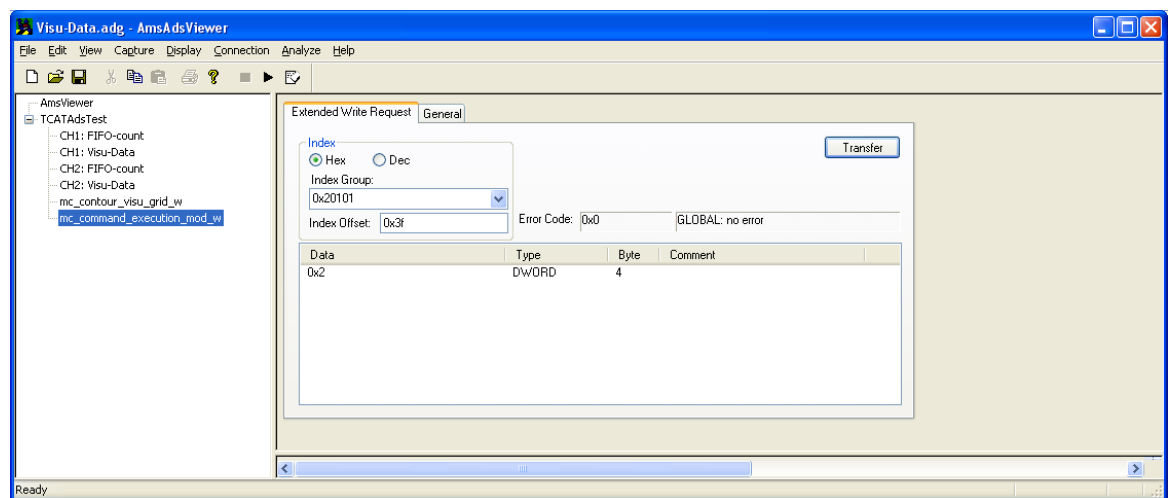 Visu-Data.adg - AmsAdsViewer
File Edit View Capture Display Connection Analyze Help
AmsViewer
TCATAdsTest
CH1: FIFO-count
CH1: Visu-Data
CH2: FIFO-count
CH2: Visu-Data
mc_contour_visu_grid_w
mc_command_execution_mod_w
Extended Write Request General
Index
Hex Dec
Transfer
Index Group:
0x20101
Index Offset: 0x3f Error Code: 0x0 GLOBAL: no error
Data Type Byte Comment
0x2 DWORD 4
Ready